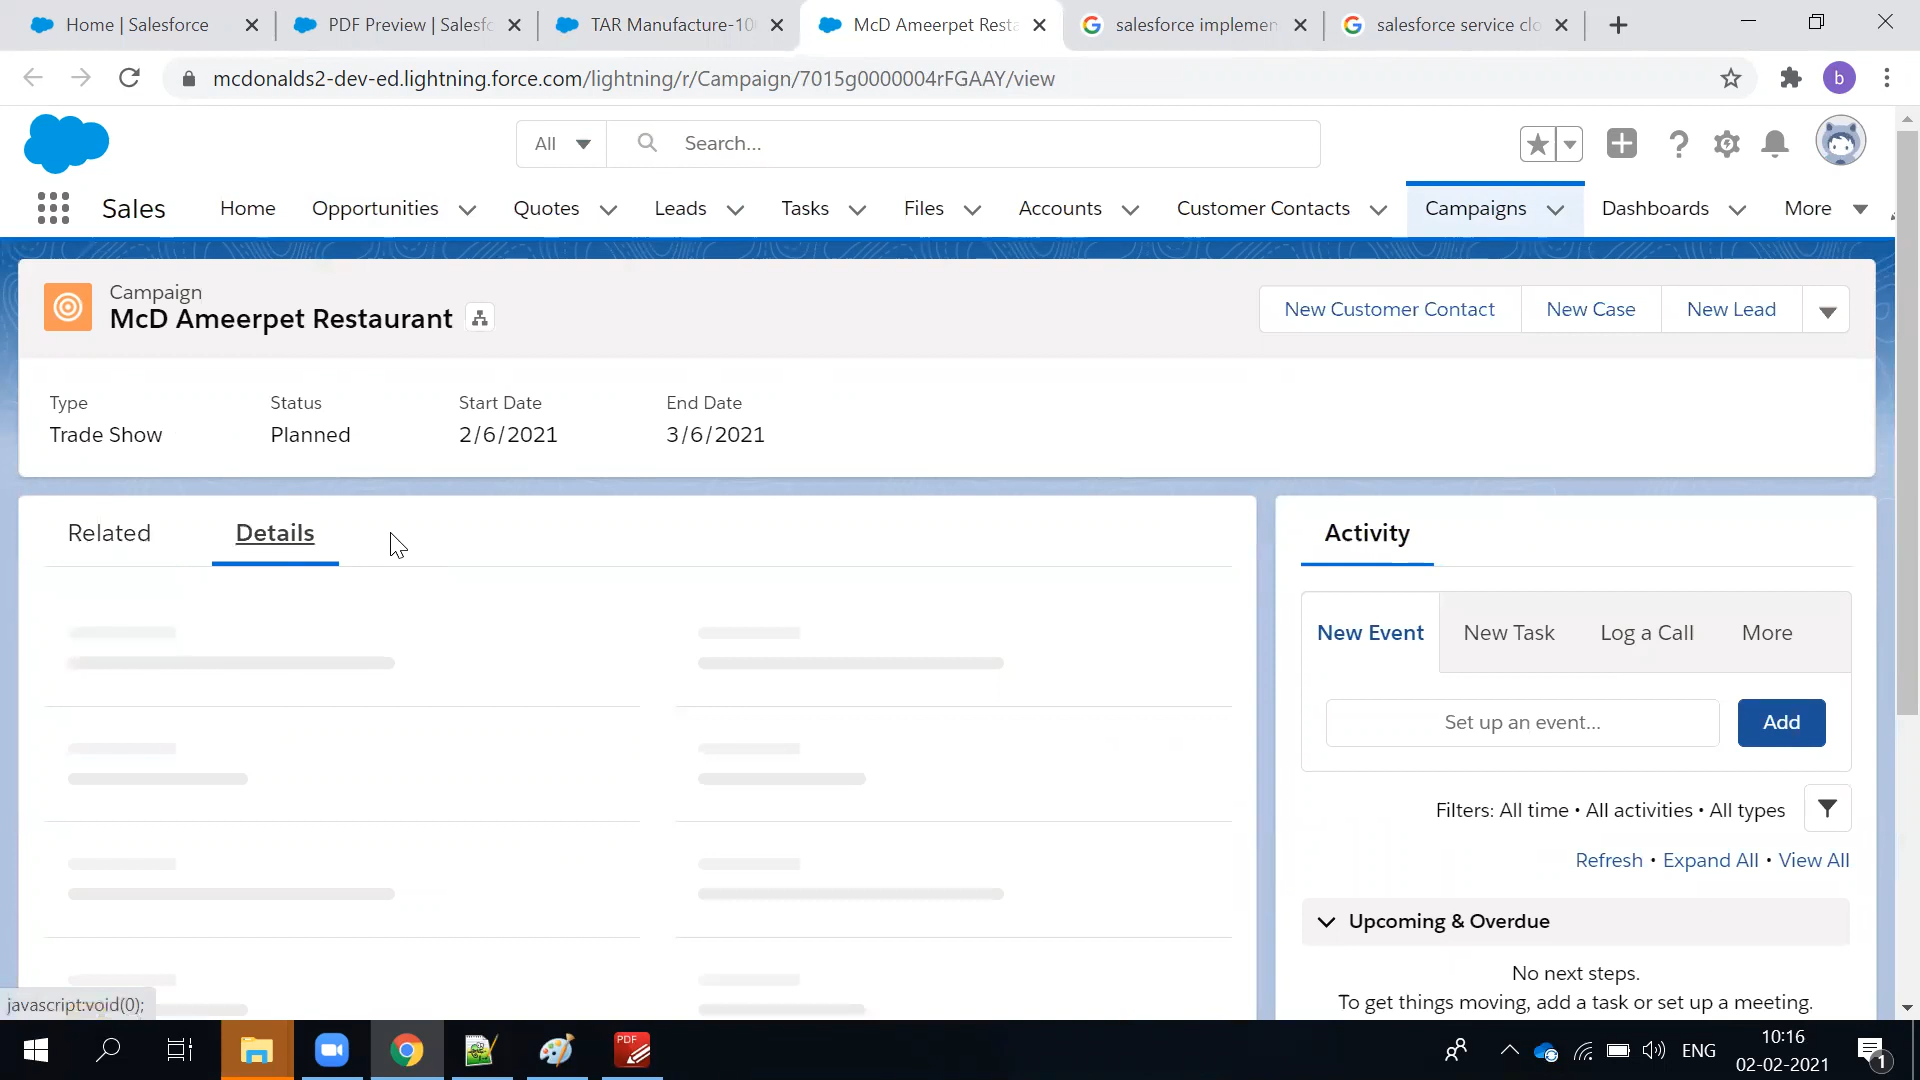 Home | Salesforce
PDF Preview | Salesfc
TAR Manufacture-10
McD Ameerpet Resta
salesforce implemen
salesforce service clo
mcdonalds2-dev-ed.lightning.force.com/lightning/r/Campaign/7015g0000004rFGAAY/view
b
All
Search...
Sales
Home
Opportunities
Quotes
Leads
Tasks
Files
Accounts
Customer Contacts
Campaigns
Dashboards
More
Campaign
McD Ameerpet Restaurant
New Customer Contact
New Case
New Lead
Type
Status
Start Date
End Date
Trade Show
Planned
2/6/2021
3/6/2021
Related
Details
Activity
New Event
New Task
Log a Call
More
Set up an event...
Add
Filters: All time • All activities • All types
Refresh • Expand All • View All
Upcoming & Overdue
No next steps.
To get things moving, add a task or set up a meeting.
javascript:void(0);
PDF
ENG
10:16
02-02-2021
1